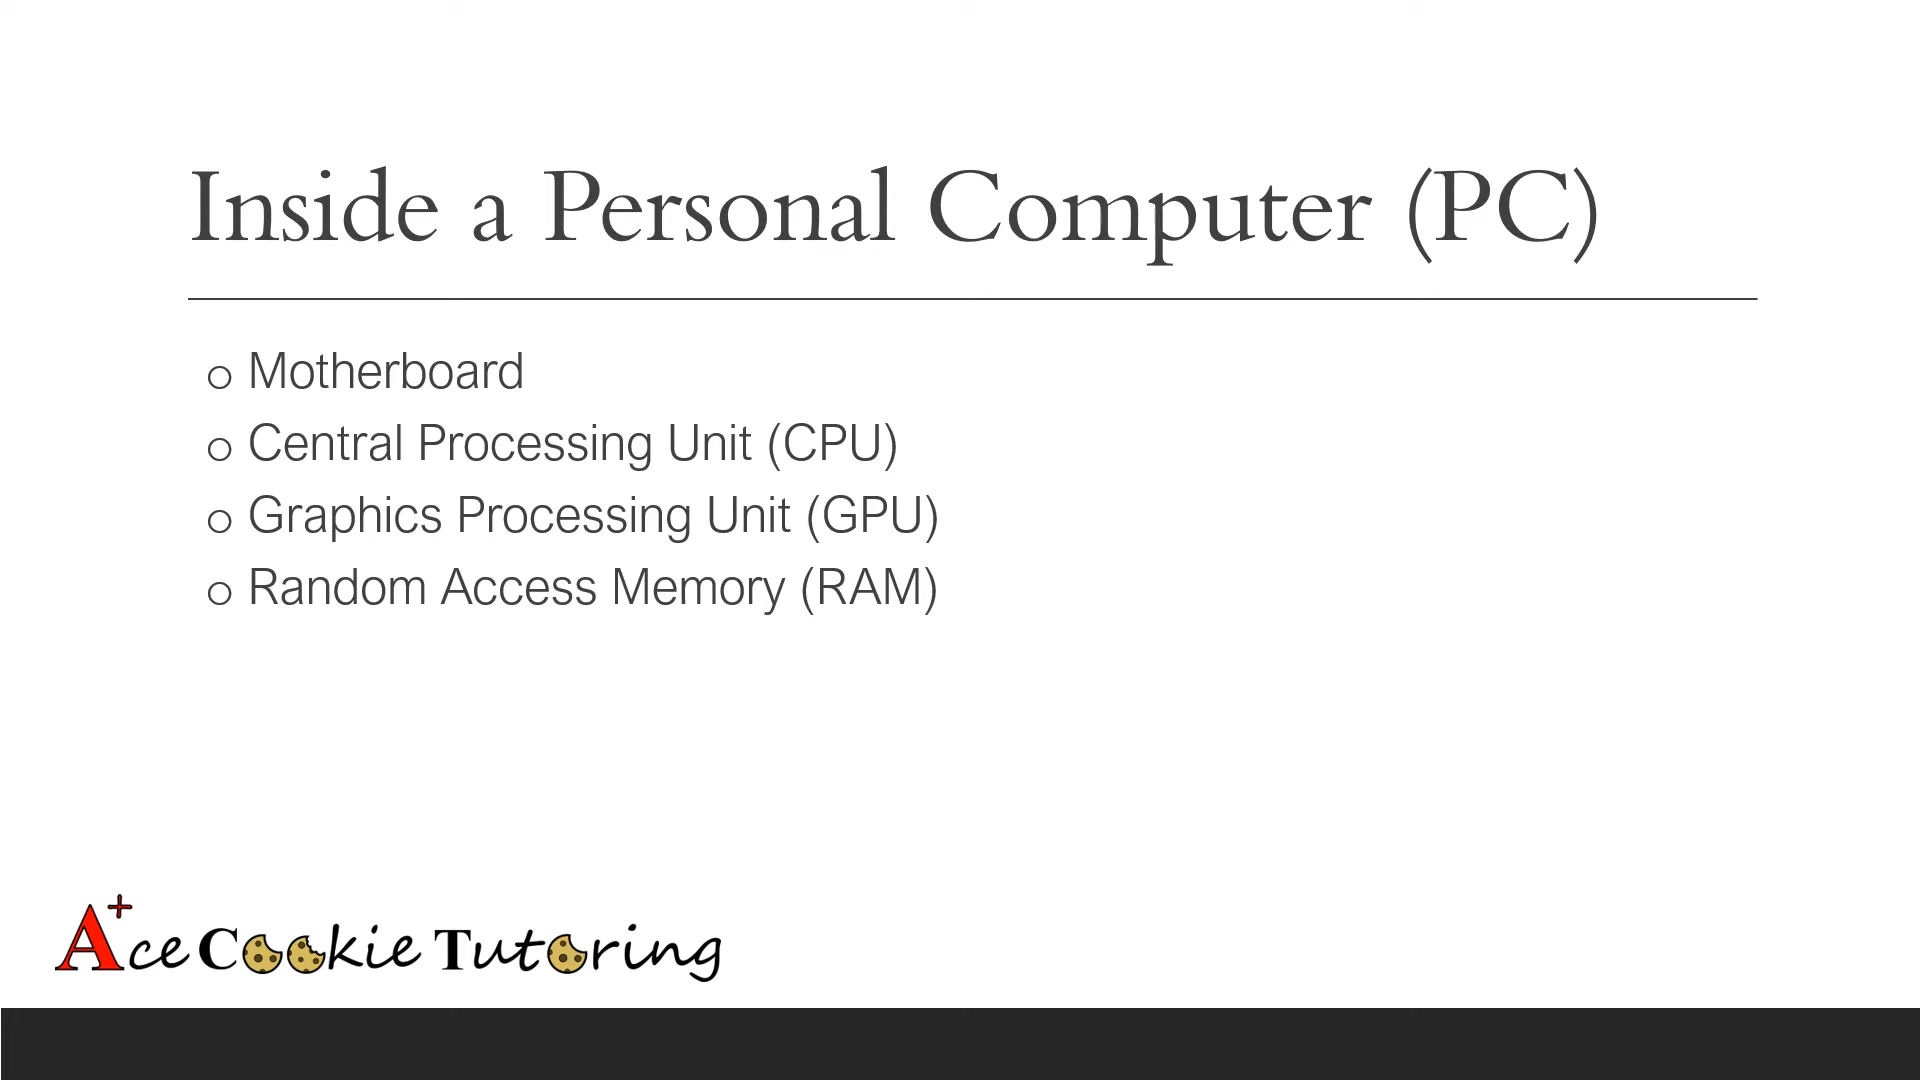 Inside a Personal Computer (PC)
o Motherboard
o Central Processing Unit (CPU)
o Graphics Processing Unit (GPU)
o Random Access Memory (RAM)
A+ce Cookie Tutoring